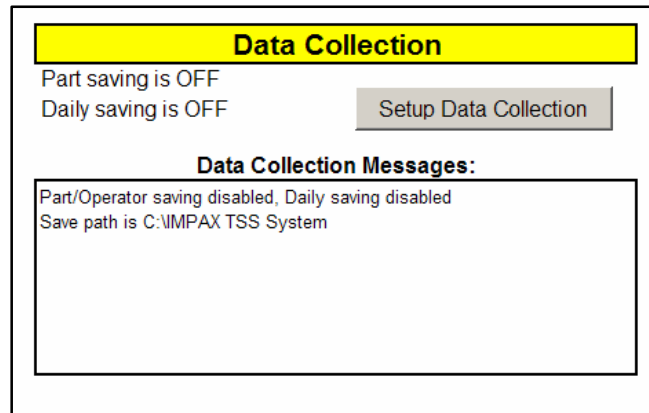 Data Collection
Part saving is OFF
Daily saving is OFF
Setup Data Collection
Data Collection Messages:
Part/Operator saving disabled, Daily saving disabled
Save path is C:\IMPAX TSS System